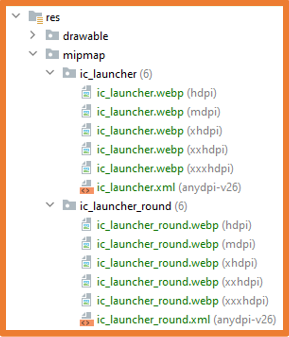 res
drawable
mipmap
ic_launcher (6)
ic_launcher.webp (hdpi)
ic_launcher.webp (mdpi)
ic_launcher.webp (xhdpi)
ic_launcher.webp (xxhdpi)
ic_launcher.webp (xxxhdpi)
ic_launcher.xml (anydpi-v26)
ic_launcher_round (6)
ic_launcher_round.webp (hdpi)
ic_launcher_round.webp (mdpi)
ic_launcher_round.webp (xhdpi)
ic_launcher_round.webp (xxhdpi)
ic_launcher_round.webp (xxxhdpi)
ic_launcher_round.xml (anydpi-v26)